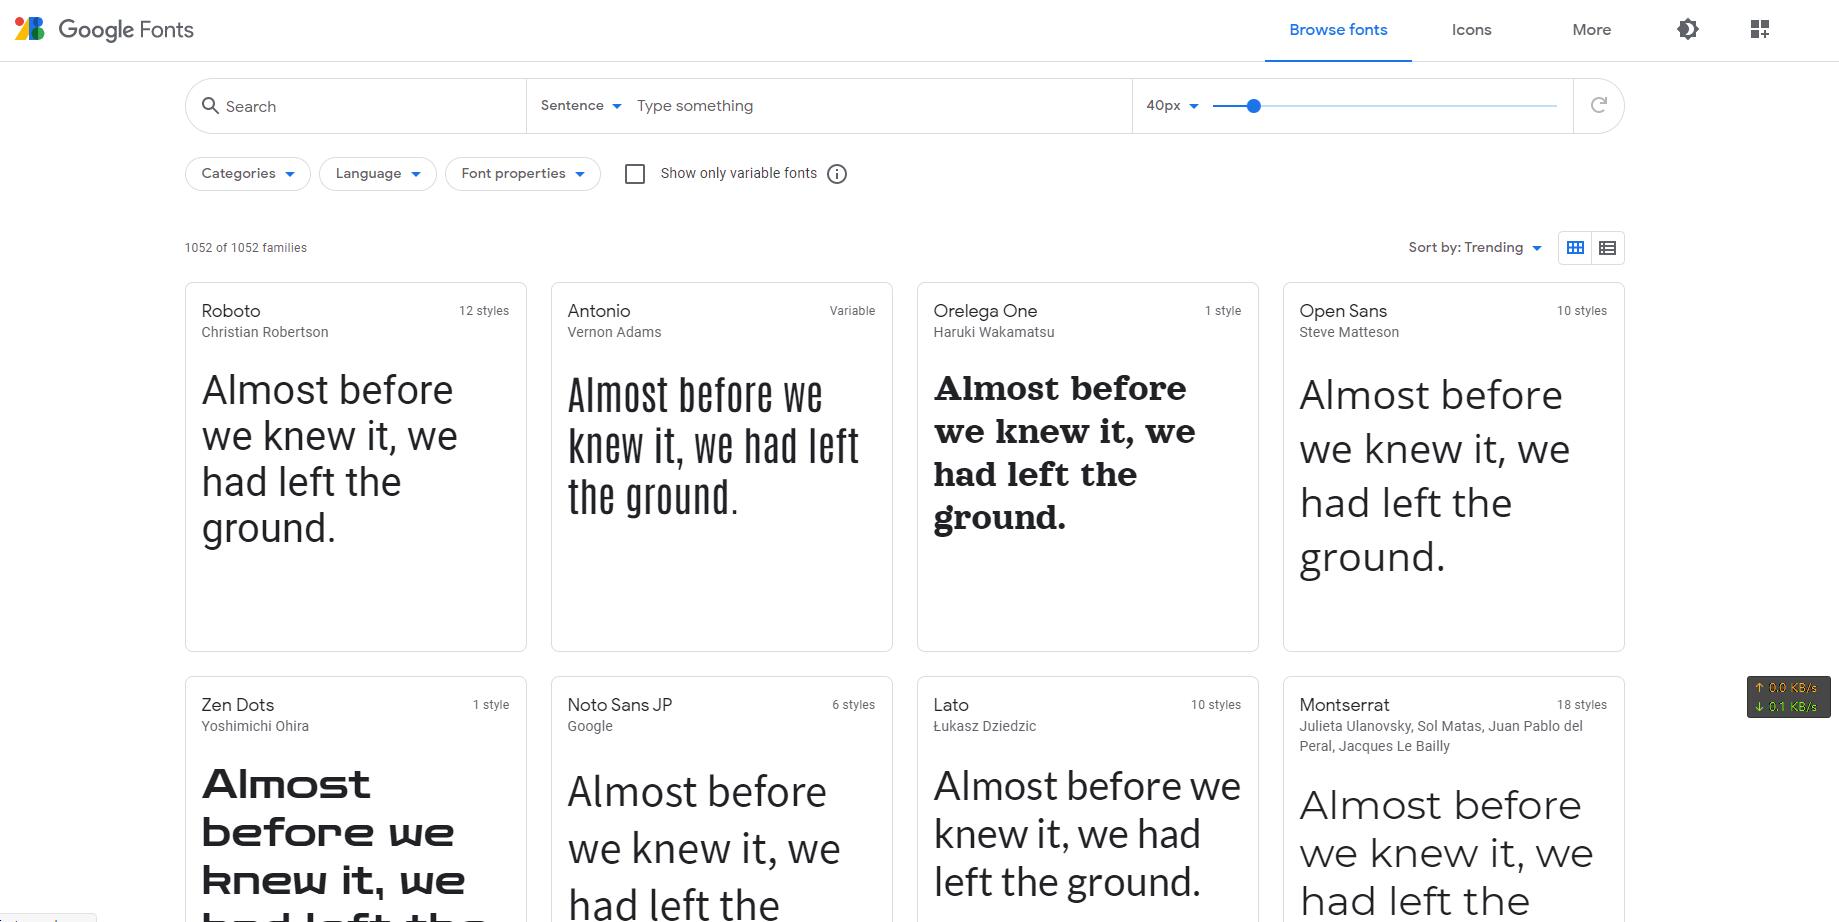 Google Fonts
Browse fonts
Icons
More
Search
Sentence
Type something
40px
Categories
Language
Font properties
Show only variable fonts
1052 of 1052 families
Sort by: Trending
Roboto
12 styles
Christian Robertson
Almost before
we knew it, we
had left the
ground.
Antonio
Variable
Vernon Adams
Almost before we
knew it, we had left
the ground.
Orelega One
1 style
Haruki Wakamatsu
Almost before
we knew it, we
had left the
ground.
Open Sans
10 styles
Steve Matteson
Almost before
we knew it, we
had left the
ground.
Zen Dots
1 style
Yoshimichi Ohira
Almost
before we
knew it, we
had left the
Noto Sans JP
6 styles
Google
Almost before
we knew it, we
had left the
Lato
10 styles
Łukasz Dziedzic
Almost before we
knew it, we had
left the ground.
Montserrat
18 styles
Julieta Ulanovsky, Sol Matas, Juan Pablo del
Peral, Jacques Le Bailly
Almost before
we knew it, we
had left the
↑ 0.0 KB/s
↓ 0.1 KB/s